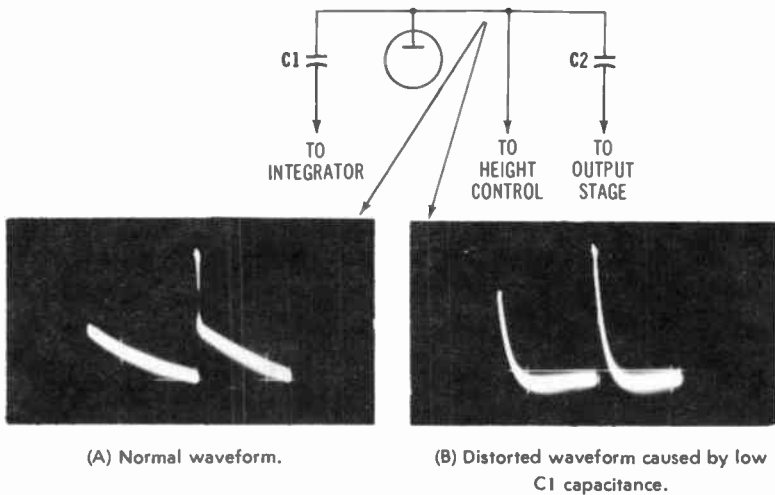 C1
C2
TO
INTEGRATOR
TO
HEIGHT
CONTROL
TO
OUTPUT
STAGE
(A) Normal waveform.
(B) Distorted waveform caused by low
C1 capacitance.